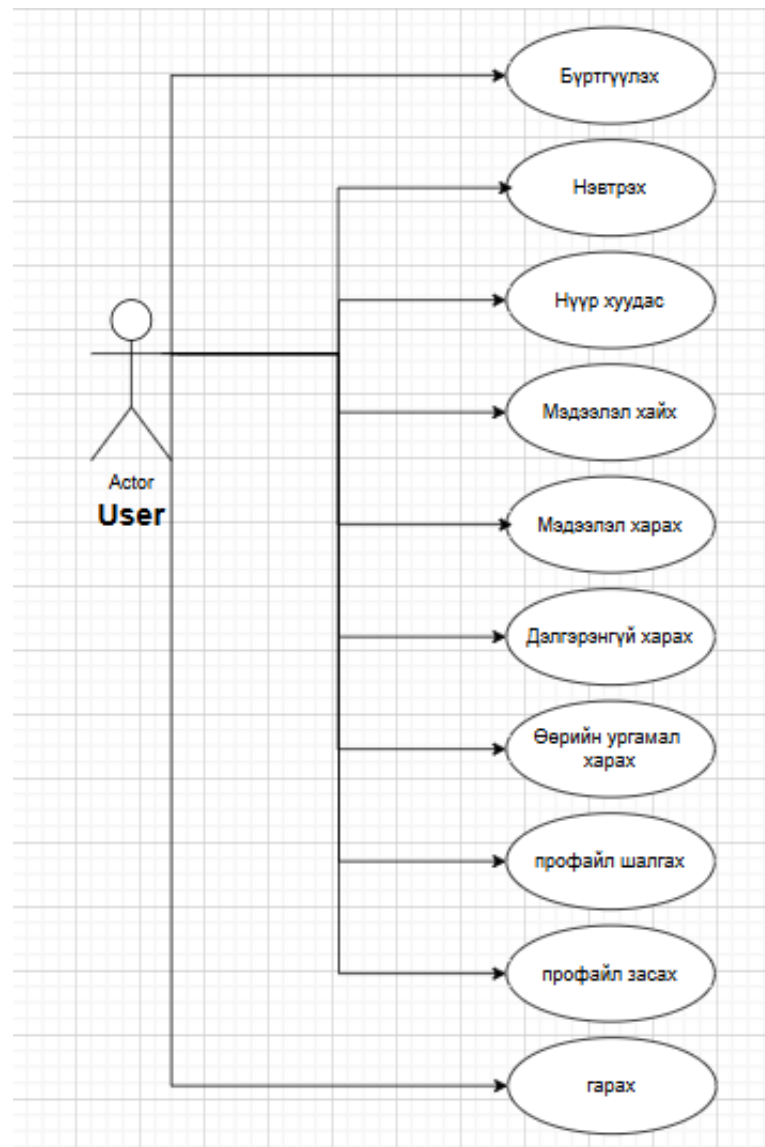 Бүртгүүлэх
Нэвтрэх
Нүүр хуудас
Мэдээлэл хайх
Actor
User
Мэдээлэл харах
Дэлгэрэнгүй харах
Өөрийн ургамал
харах
профайл шалгах
профайл засах
гарах